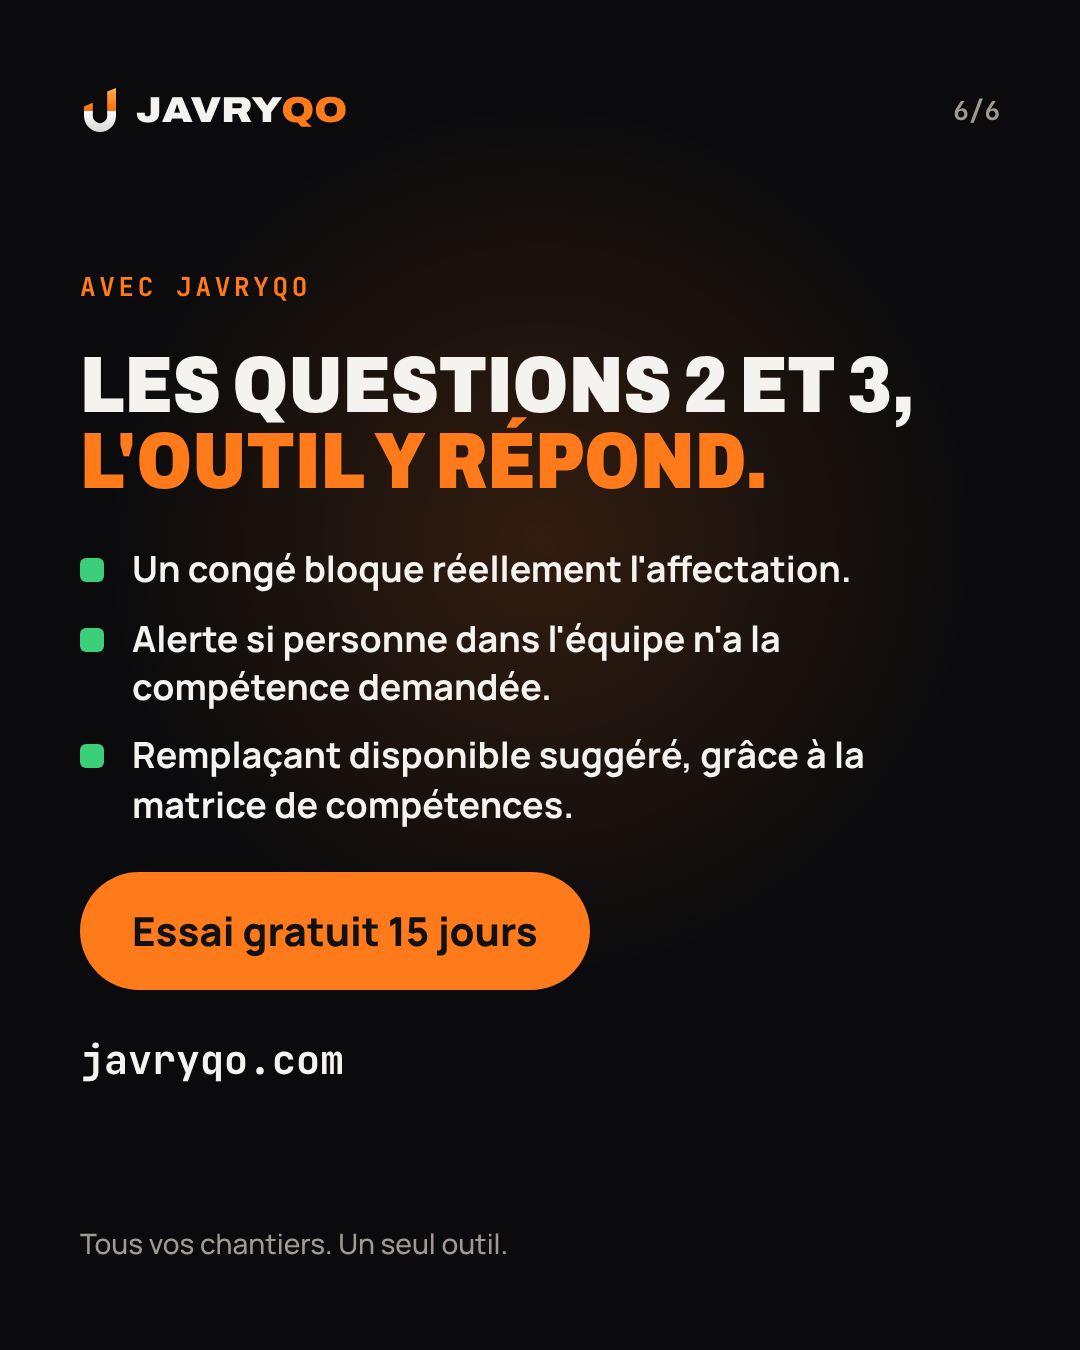 JAVRYQO
6/6
AVEC JAVRYQO
LES QUESTIONS 2 ET 3,
L'OUTIL Y RÉPOND.
Un congé bloque réellement l'affectation.
Alerte si personne dans l'équipe n'a la
compétence demandée.
Remplaçant disponible suggéré, grâce à la
matrice de compétences.
Essai gratuit 15 jours
javryqo.com
Tous vos chantiers. Un seul outil.